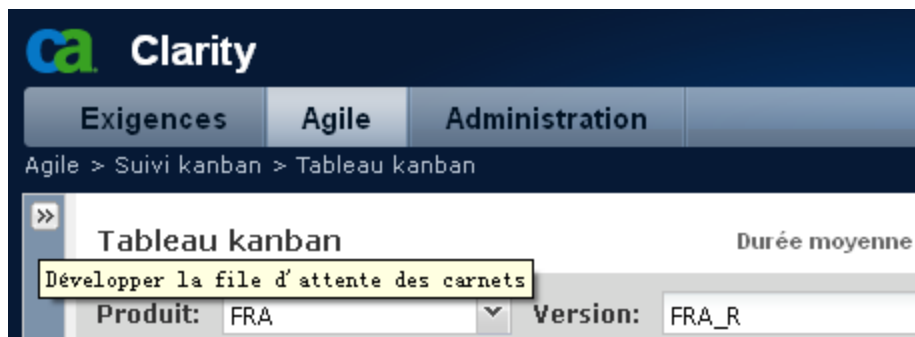 ca Clarity
Exigences Agile Administration
Agile > Suivi kanban > Tableau kanban
»
Tableau kanban Durée moyenne
Développer la file d'attente des carnets
Produit: FRA Version: FRA_R